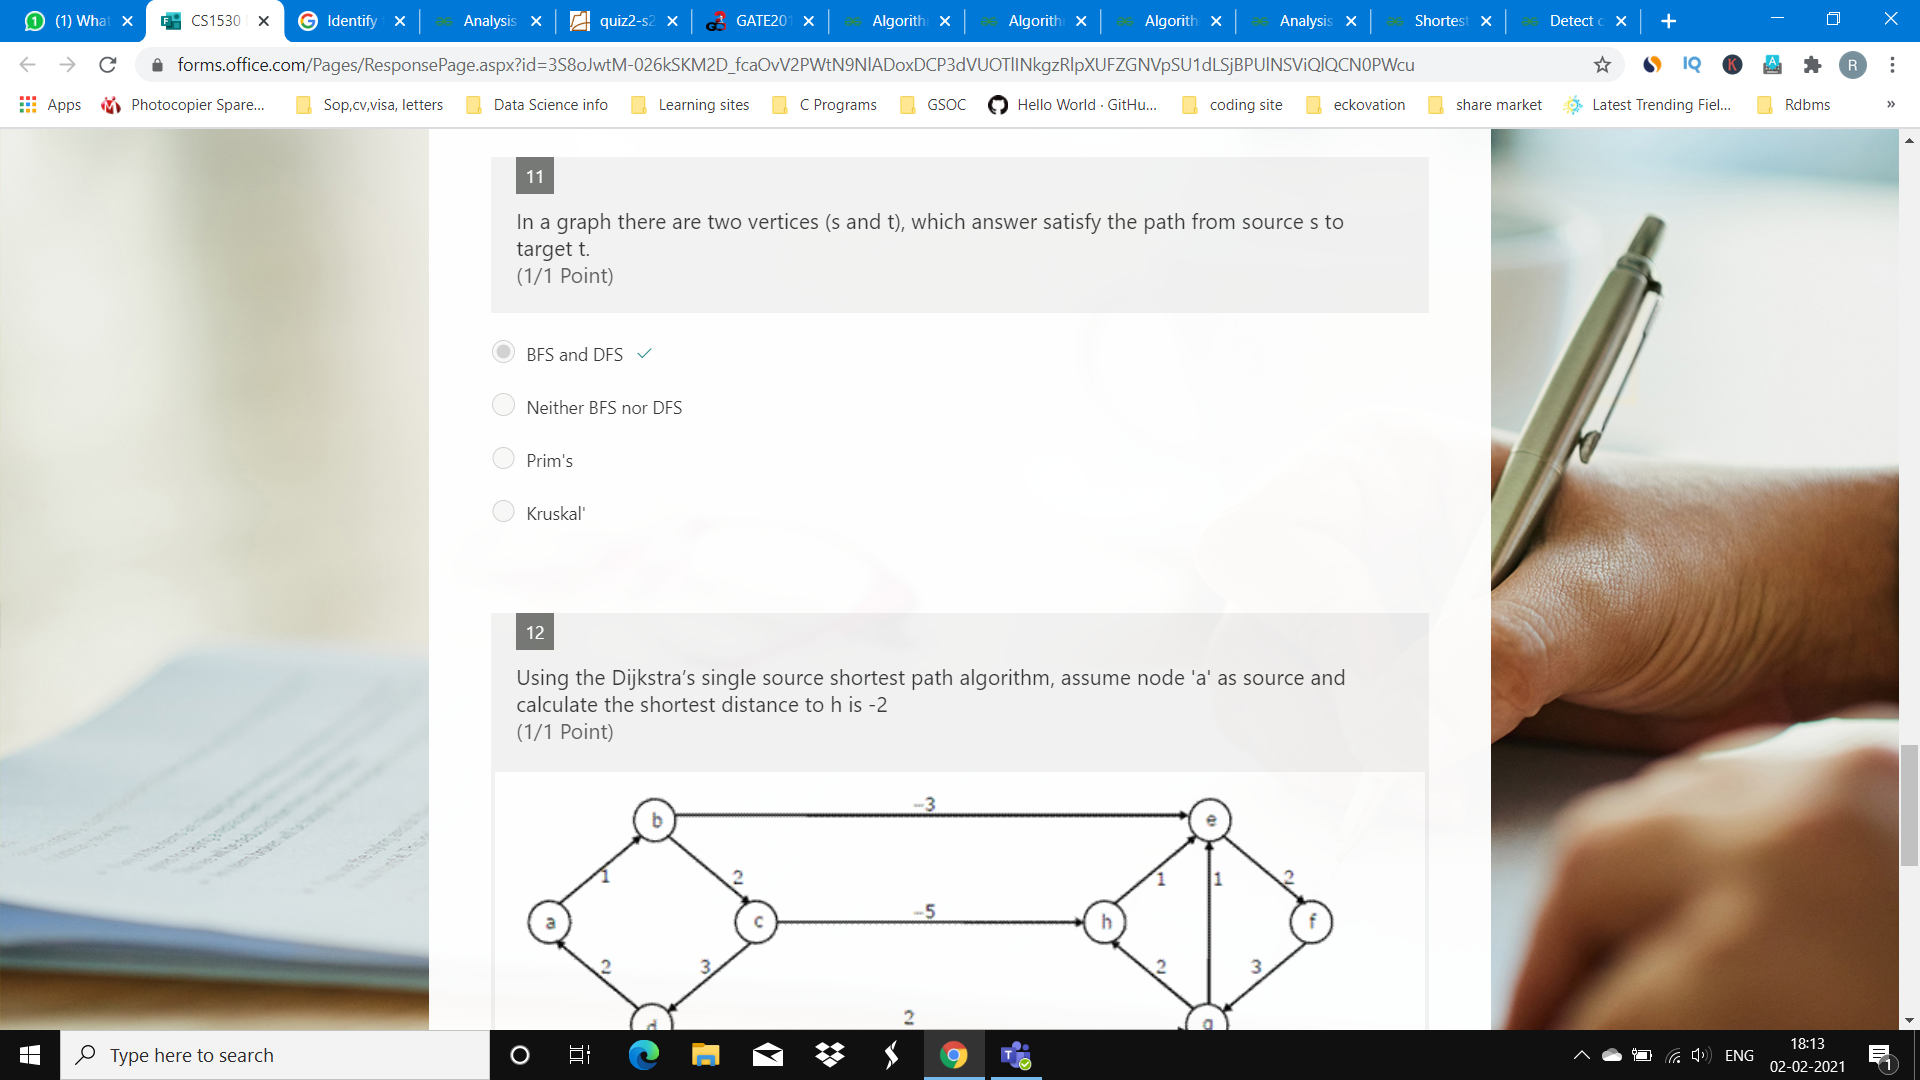 (1) What
CS1530
Identify
Analysis
quiz2-s2
GATE201
Algorith
Algorith
Algorith
Analysis
Shortest
Detect c
forms.office.com/Pages/ResponsePage.aspx?id=3S8oJwtM-026kSKM2D_fcaOvV2PWtN9NlADoxDCP3dVUOTlINkgzRlpXUFZGNVpSU1dLSjBPUlNSViQlQCN0PWcu
IQ
K
A
R
Apps
Photocopier Spare...
Sop,cv,visa, letters
Data Science info
Learning sites
C Programs
GSOC
Hello World · GitHu...
coding site
eckovation
share market
Latest Trending Fiel...
Rdbms
»
11
In a graph there are two vertices (s and t), which answer satisfy the path from source s to
target t.
(1/1 Point)
BFS and DFS
Neither BFS nor DFS
Prim's
Kruskal'
12
Using the Dijkstra’s single source shortest path algorithm, assume node 'a' as source and
calculate the shortest distance to h is -2
(1/1 Point)
b
-3
e
1
2
1
1
2
a
c
-5
h
f
2
3
2
3
d
2
g
Type here to search
ENG
18:13
02-02-2021
1